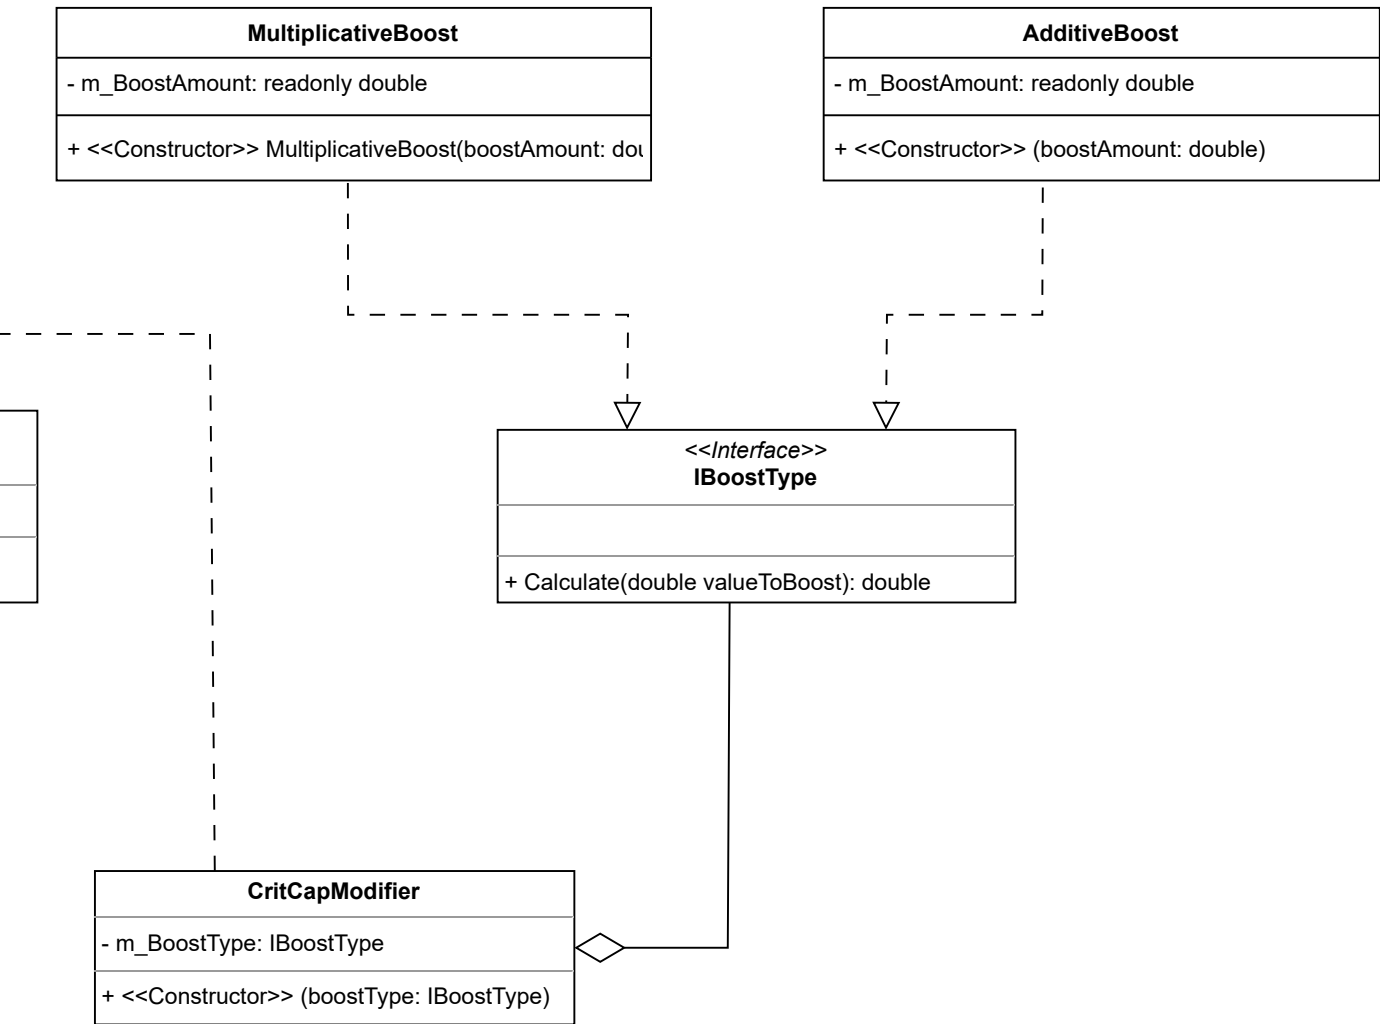 MultiplicativeBoost
- m_BoostAmount: readonly double
+ <<Constructor>> MultiplicativeBoost(boostAmount:
AdditiveBoost
- m_BoostAmount: readonly double
+ <<Constructor>> (boostAmount: double)
<<Interface>>
IBoostType
+ Calculate(double valueToBoost): double
CritCapModifier
- m_BoostType: IBoostType
+ <<Constructor>> (boostType: IBoostType)